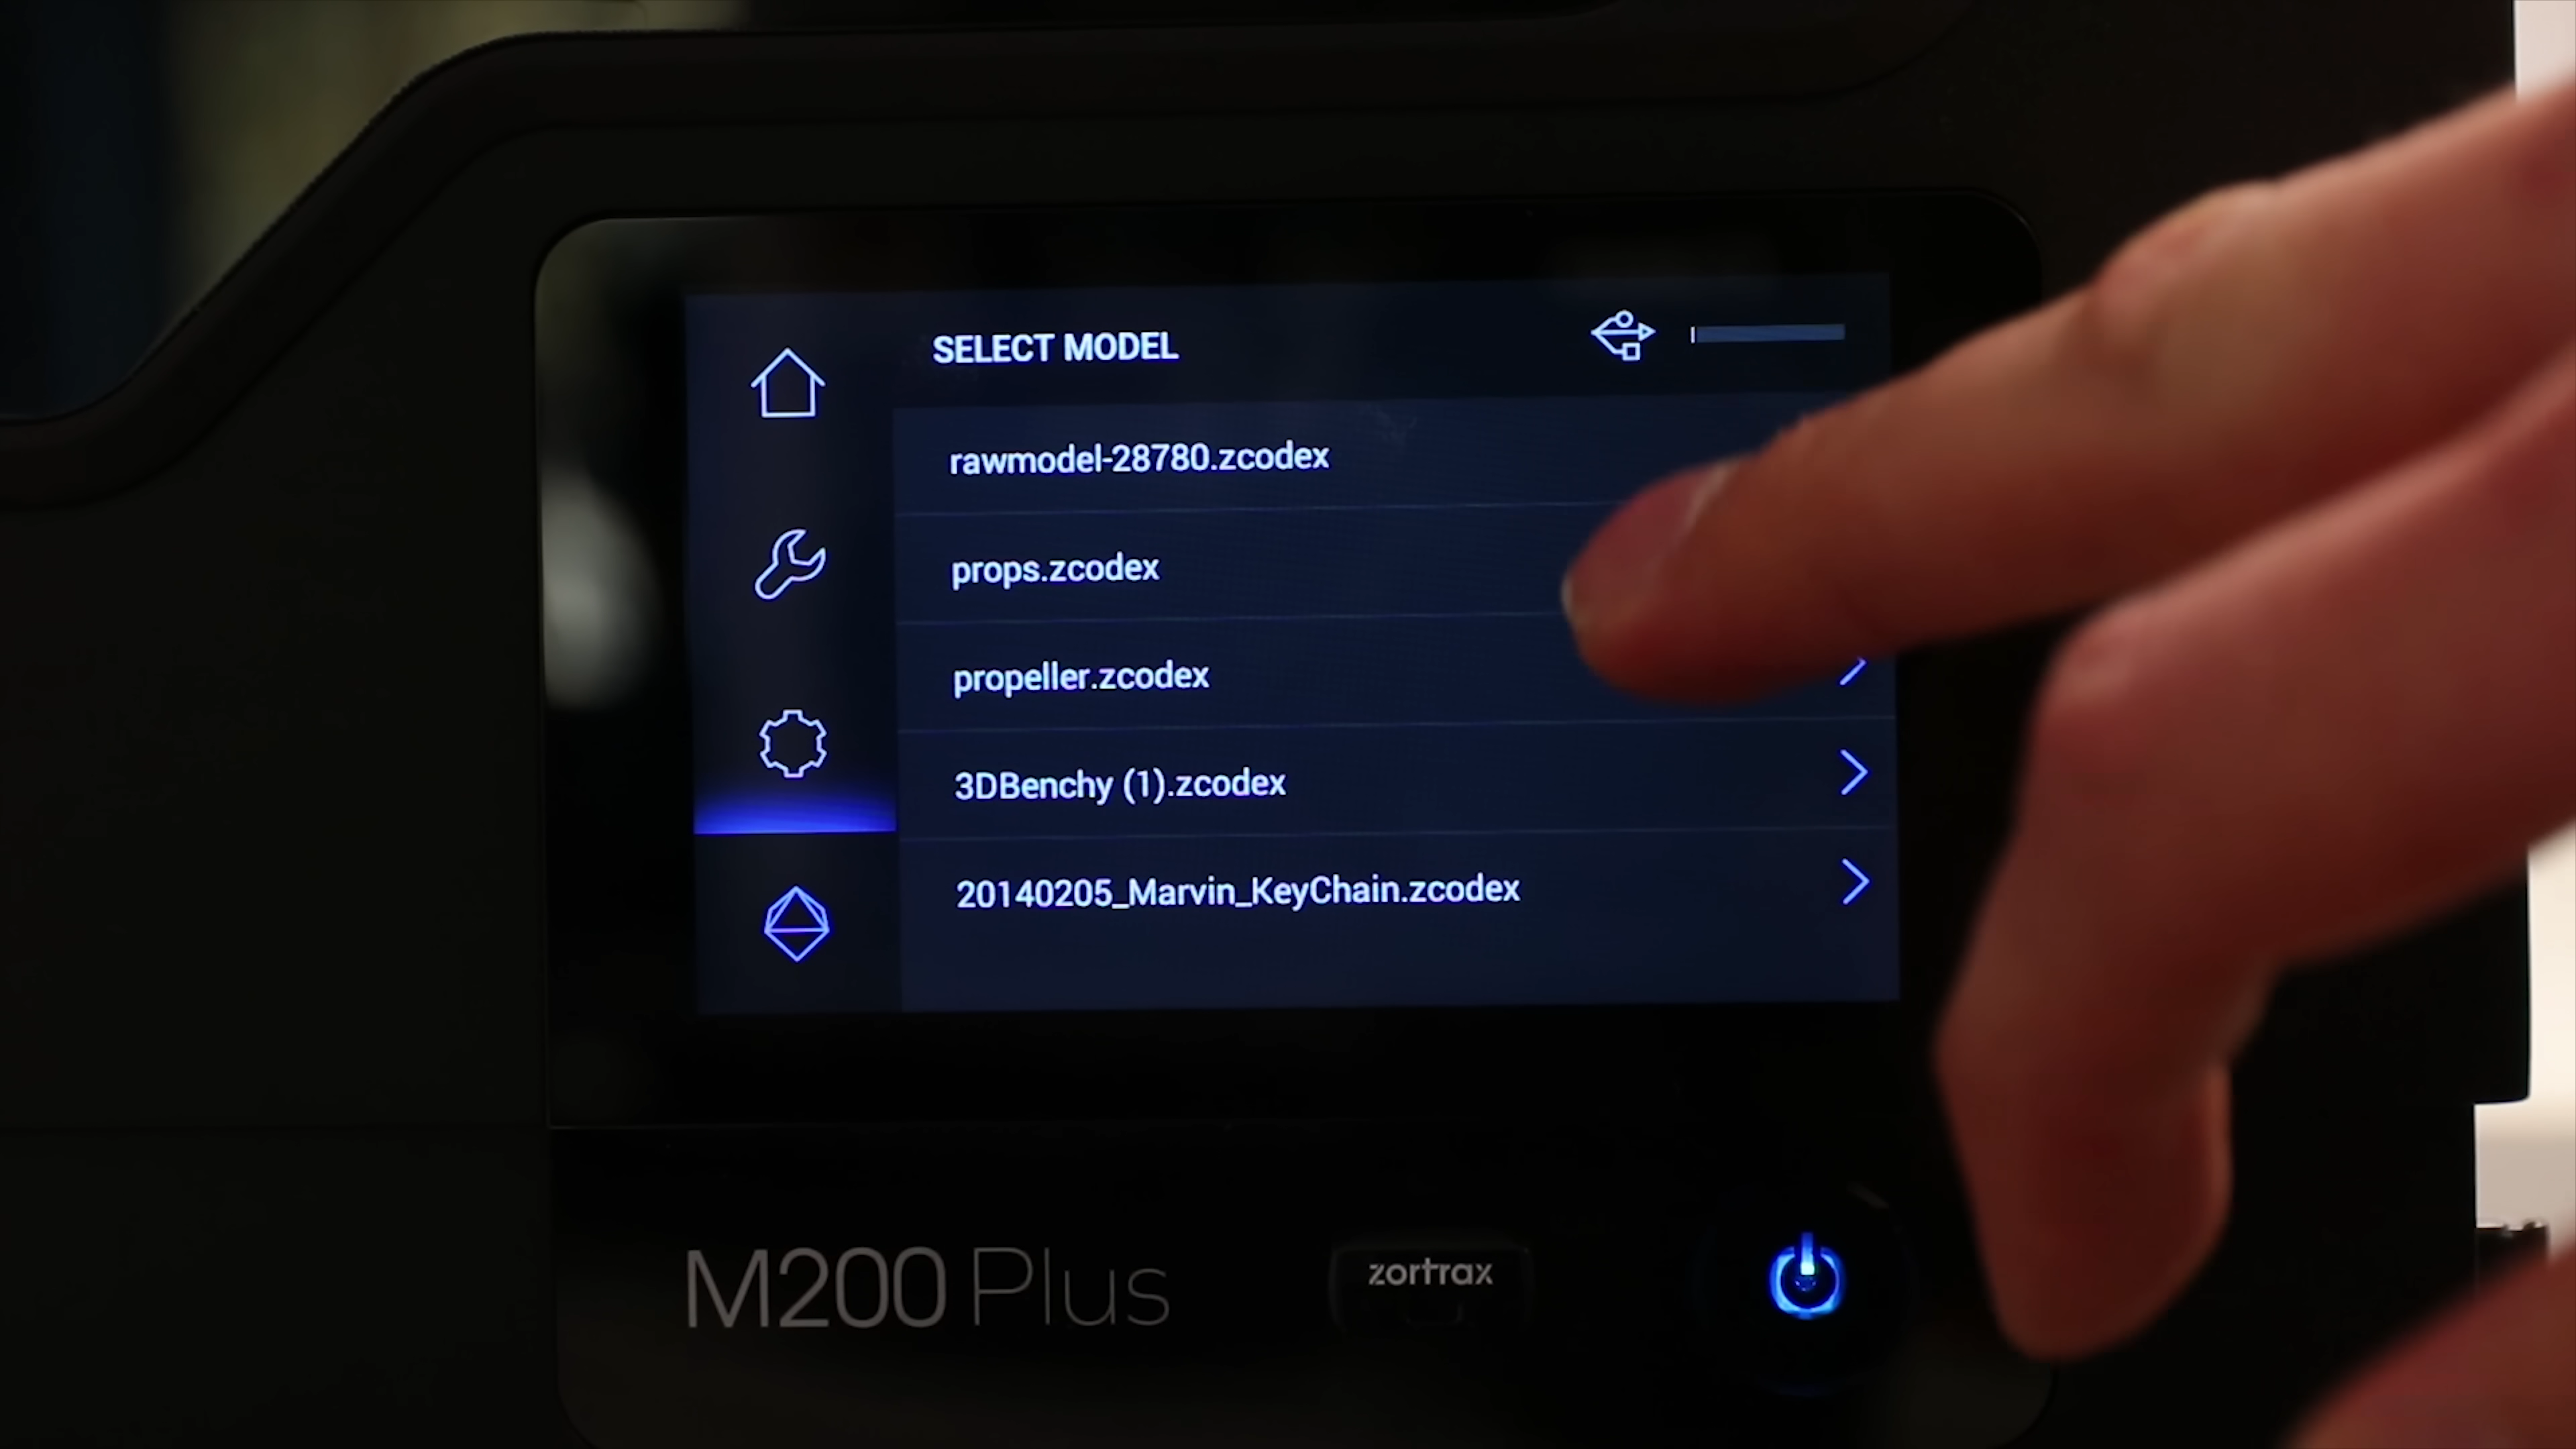 SELECT MODEL
rawmodel-28780.zcodex
props.zcodex
propeller.zcodex
3DBenchy (1).zcodex
20140205_Marvin_KeyChain.zcodex
M200 Plus
zortrax